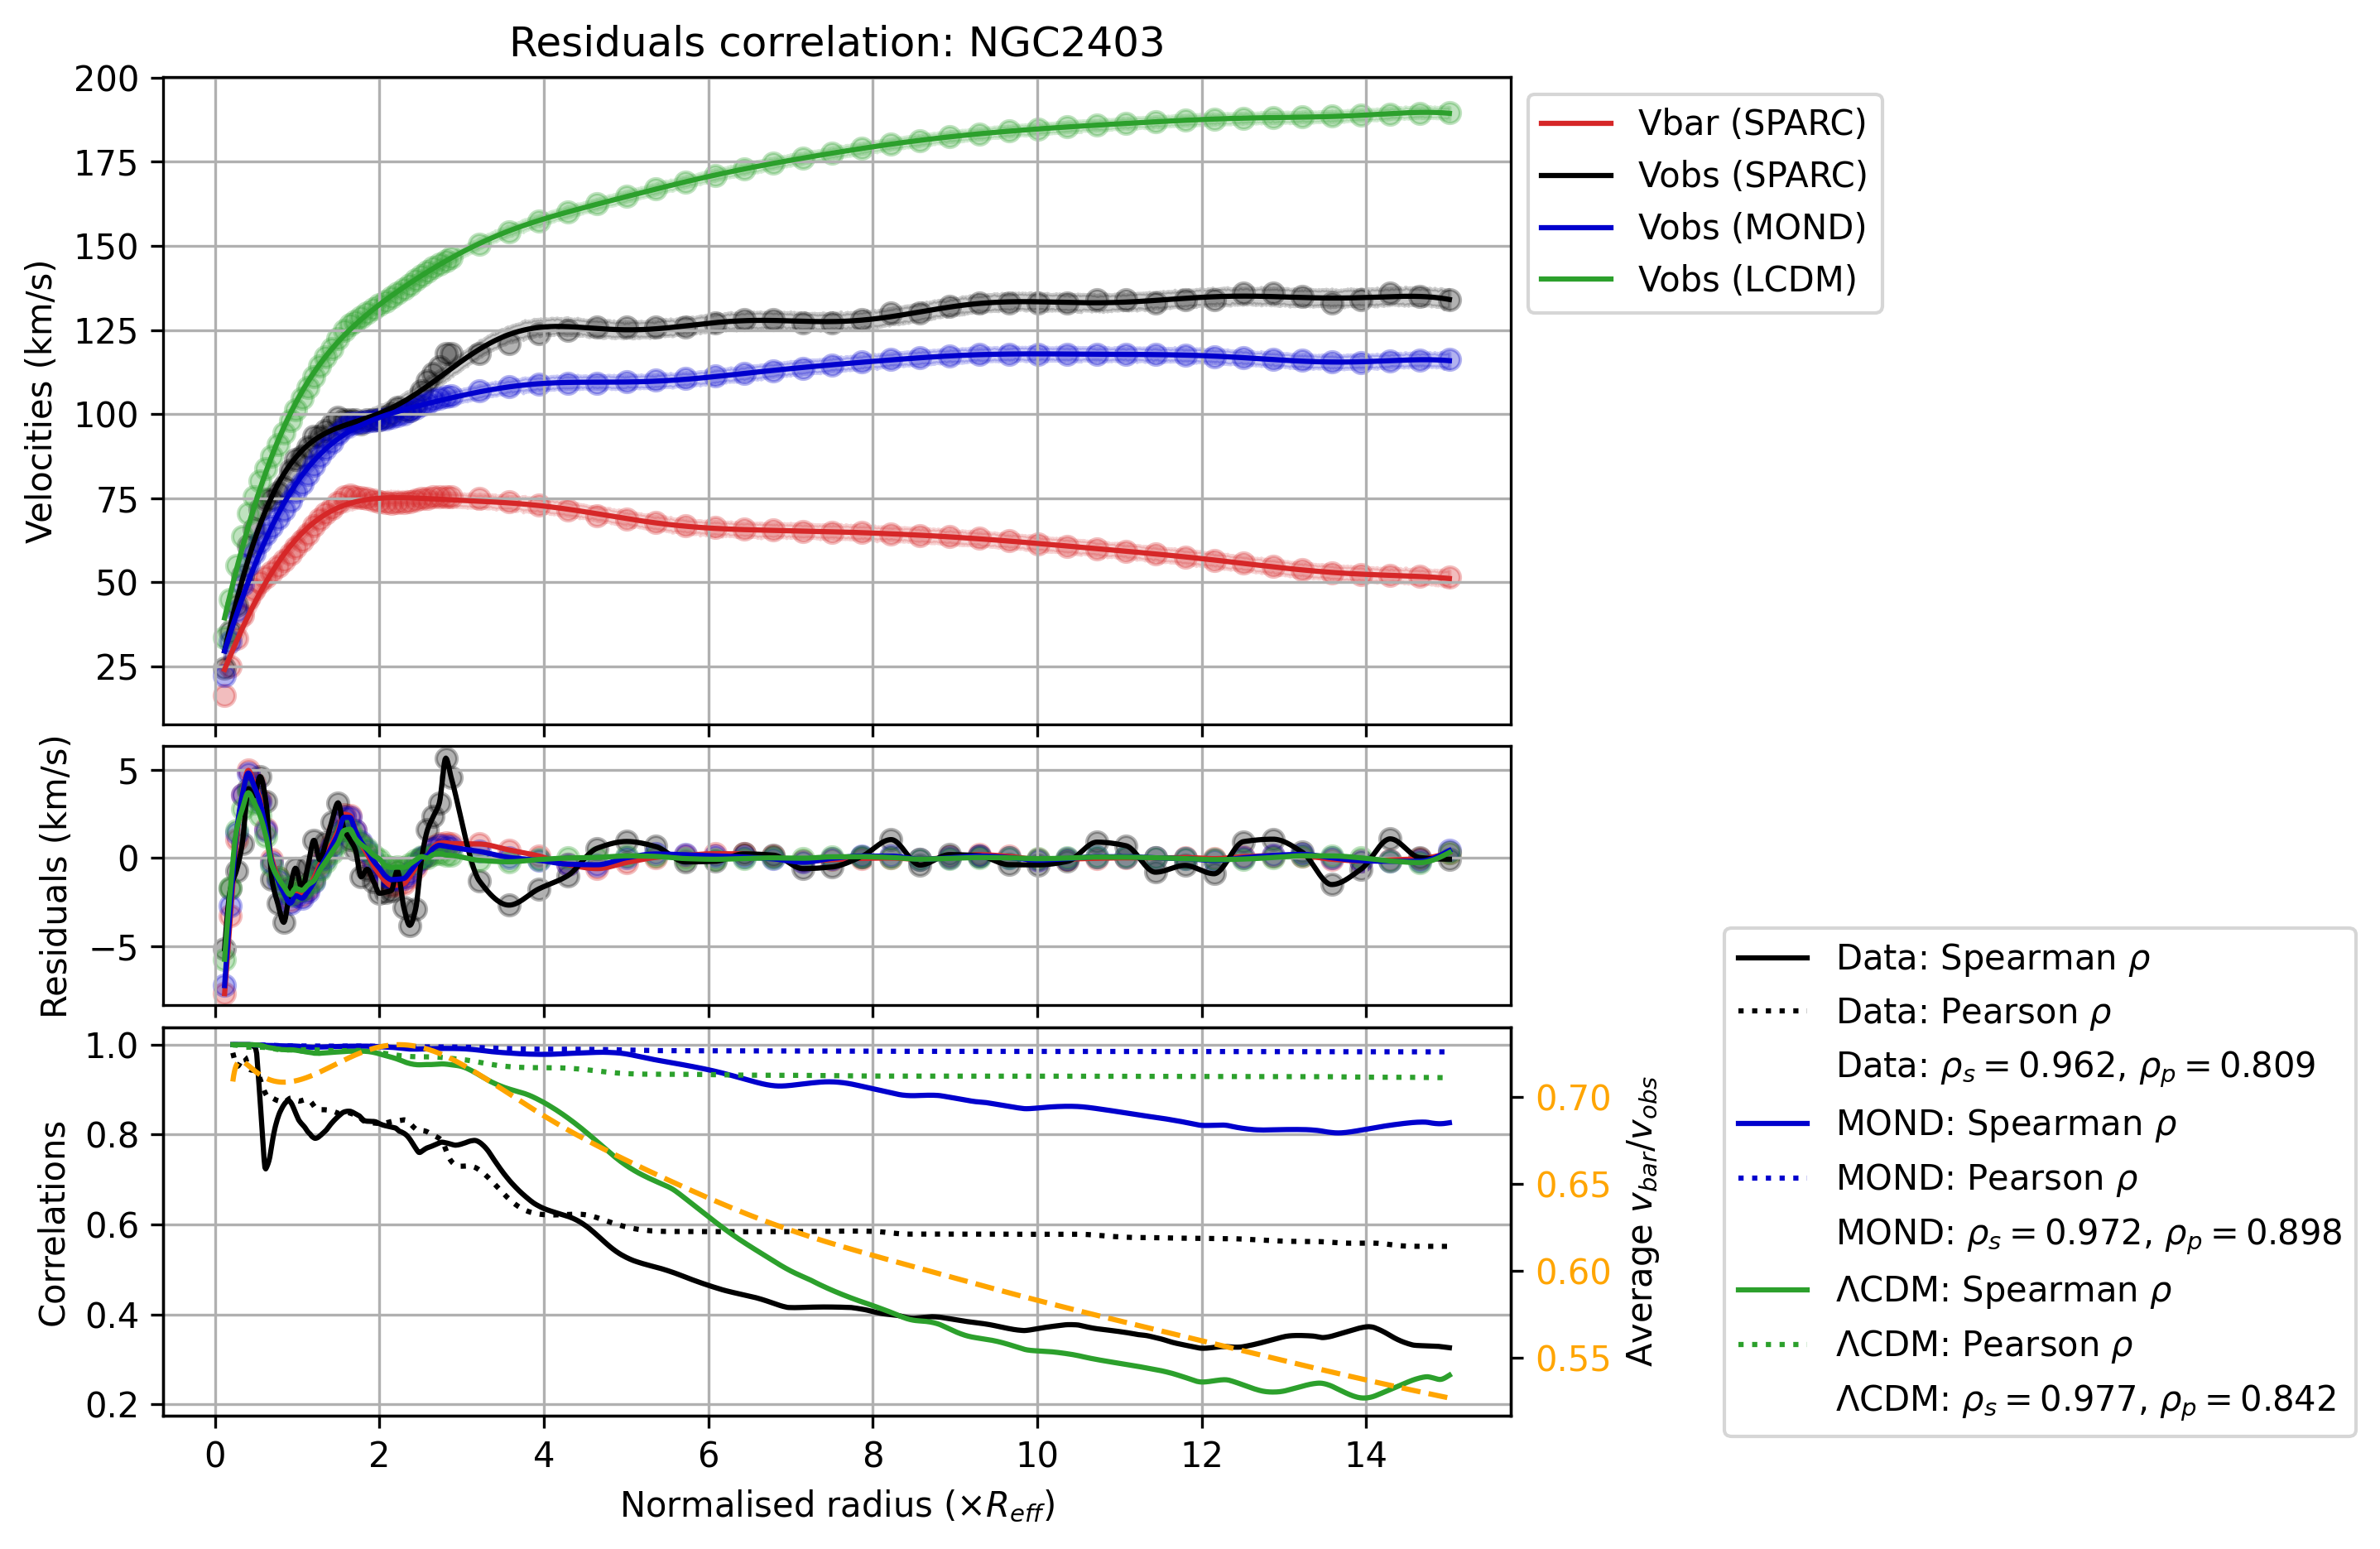 Residuals correlation: NGC2403
Velocities (km/s)
200
175
150
125
100
75
50
25
Vbar (SPARC)
Vobs (SPARC)
Vobs (MOND)
Vobs (LCDM)
Residuals (km/s)
5
0
−5
Correlations
1.0
0.8
0.6
0.4
0.2
0.70
0.65
0.60
0.55
Average v_bar/v_obs
0 2 4 6 8 10 12 14
Normalised radius (×R_eff)
Data: Spearman ρ
Data: Pearson ρ
Data: ρ_s = 0.962, ρ_p = 0.809
MOND: Spearman ρ
MOND: Pearson ρ
MOND: ρ_s = 0.972, ρ_p = 0.898
ΛCDM: Spearman ρ
ΛCDM: Pearson ρ
ΛCDM: ρ_s = 0.977, ρ_p = 0.842